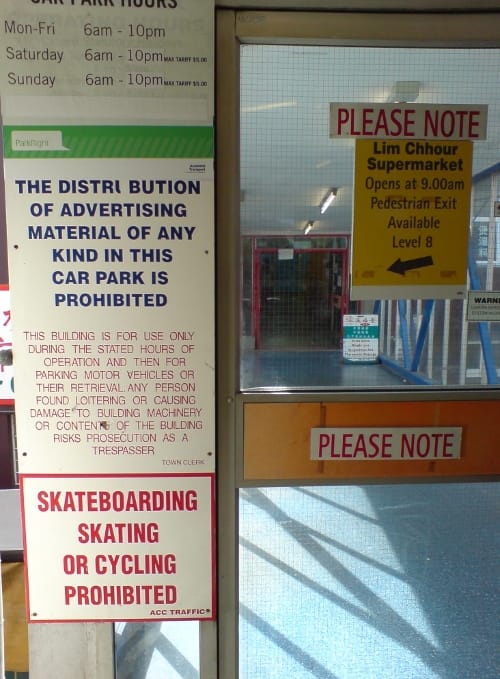 CAR PARK HOURS
Mon-Fri 6am - 10pm
Saturday 6am - 10pm MAX TARIFF $5.00
Sunday 6am - 10pm MAX TARIFF $5.00
ParkRight
Auckland
Transport
THE DISTRI BUTION
OF ADVERTISING
MATERIAL OF ANY
KIND IN THIS
CAR PARK IS
PROHIBITED
THIS BUILDING IS FOR USE ONLY
DURING THE STATED HOURS OF
OPERATION AND THEN FOR
PARKING MOTOR VEHICLES OR
THEIR RETRIEVAL. ANY PERSON
FOUND LOITERING OR CAUSING
DAMAGE TO BUILDING MACHINERY
OR CONTENTS OF THE BUILDING
RISKS PROSECUTION AS A
TRESPASSER
TOWN CLERK
SKATEBOARDING
SKATING
OR CYCLING
PROHIBITED
ACC TRAFFIC
PLEASE NOTE
Lim Chhour
Supermarket
Opens at 9.00am
Pedestrian Exit
Available
Level 8
WARNI
PLEASE NOTE